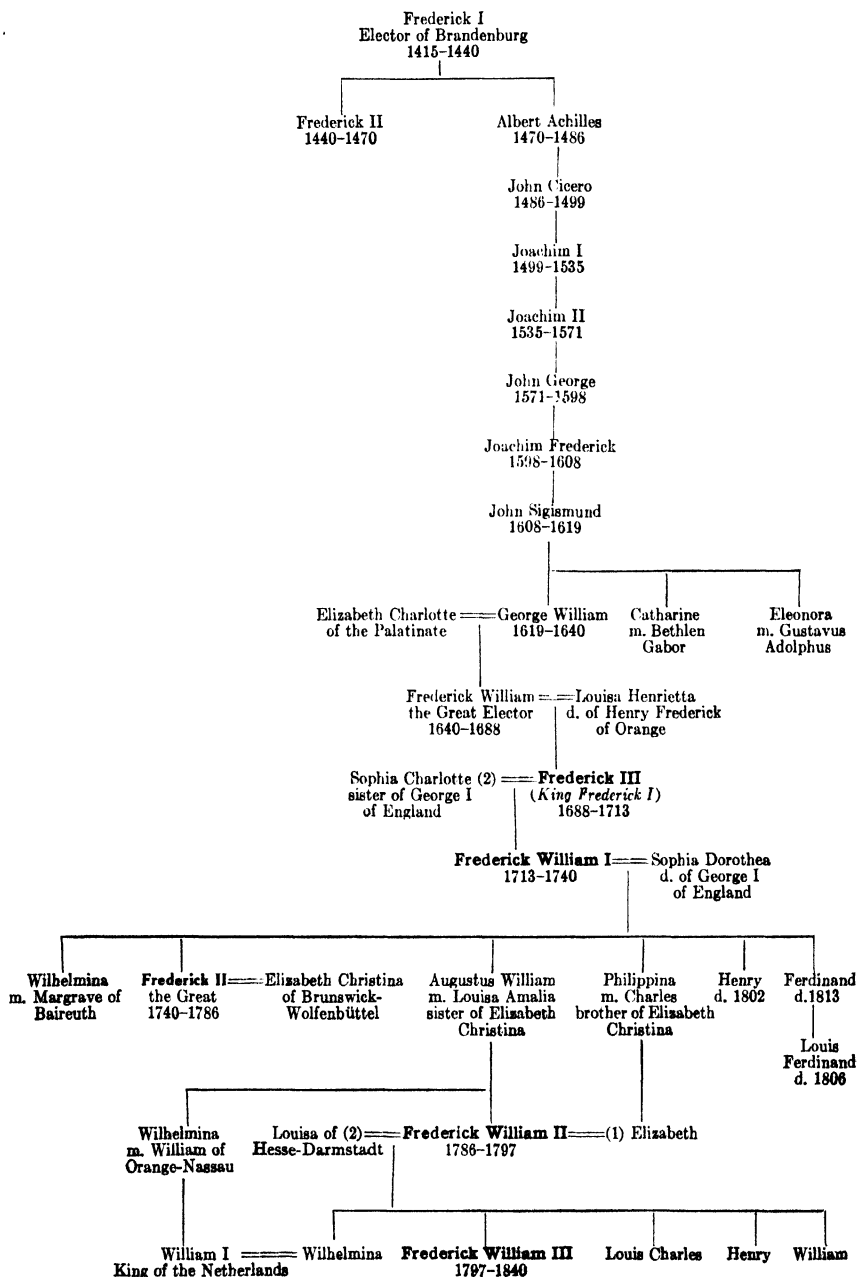 Frederick I
Elector of Brandenburg
1415–1440
Frederick II
1440–1470
Albert Achilles
1470–1486
John Cicero
1486–1499
Joachim I
1499–1535
Joachim II
1535–1571
John George
1571–1598
Joachim Frederick
1598–1608
John Sigismund
1608–1619
Elizabeth Charlotte
of the Palatinate
George William
1619–1640
Catharine
m. Bethlen
Gabor
Eleonora
m. Gustavus
Adolphus
Frederick William
the Great Elector
1640–1688
Louisa Henrietta
d. of Henry Frederick
of Orange
Sophia Charlotte (2)
sister of George I
of England
Frederick III
(King Frederick I)
1688–1713
Frederick William I
1713–1740
Sophia Dorothea
d. of George I
of England
Wilhelmina
m. Margrave of
Baireuth
Frederick II
the Great
1740–1786
Elizabeth Christina
of Brunswick-
Wolfenbüttel
Augustus William
m. Louisa Amalia
sister of Elizabeth
Christina
Philippina
m. Charles
brother of Elizabeth
Christina
Henry
d. 1802
Ferdinand
d.1813
Louis
Ferdinand
d. 1806
Wilhelmina
m. William of
Orange-Nassau
Louisa of (2)
Hesse-Darmstadt
Frederick William II
1786–1797
(1) Elizabeth
William I
King of the Netherlands
Wilhelmina
Frederick William III
1797–1840
Louis Charles
Henry
William